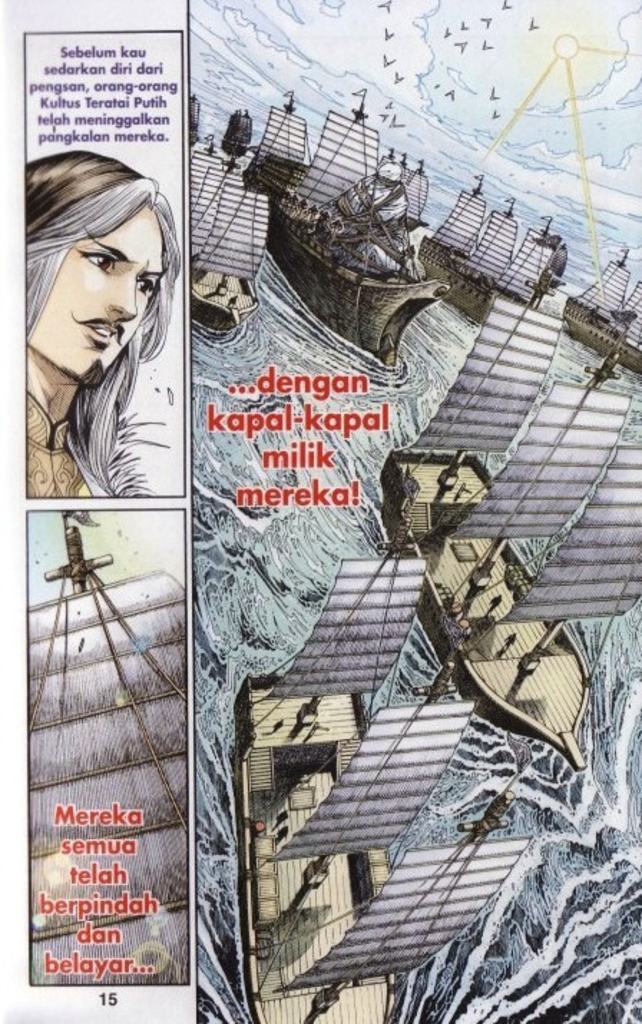 Sebelum kau
sedarkan diri dari
pengsan, orang-orang
Kultus Teratai Putih
telah meninggalkan
pangkalan mereka.
Mereka
semua
telah
berpindah
dan
belayar...
...dengan
kapal-kapal
milik
mereka!
15